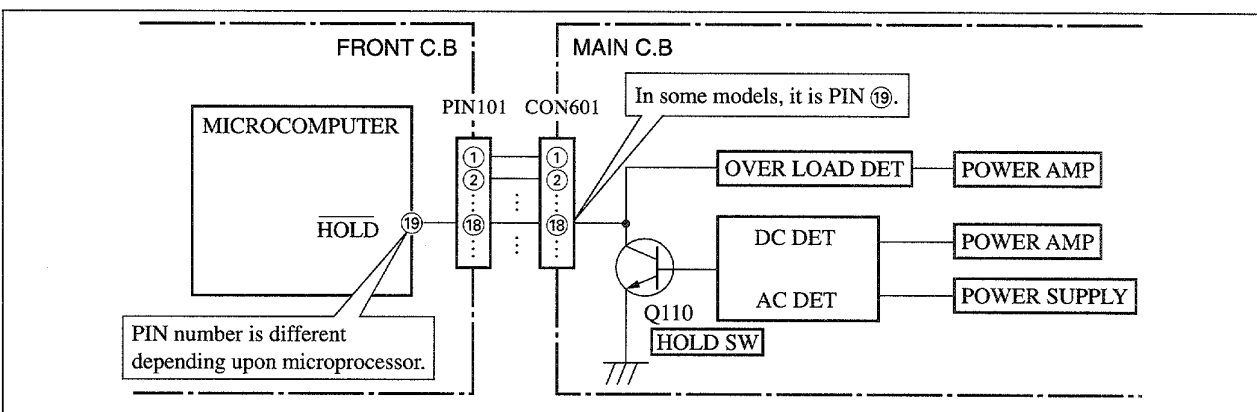 FRONT C.B
MAIN C.B
PIN101
CON601
In some models, it is PIN ⑲.
MICROCOMPUTER
① ①
② ②
HOLD ⑲
⑱ ⑱
OVER LOAD DET
POWER AMP
DC DET
POWER AMP
AC DET
POWER SUPPLY
Q110
HOLD SW
PIN number is different
depending upon microprocessor.